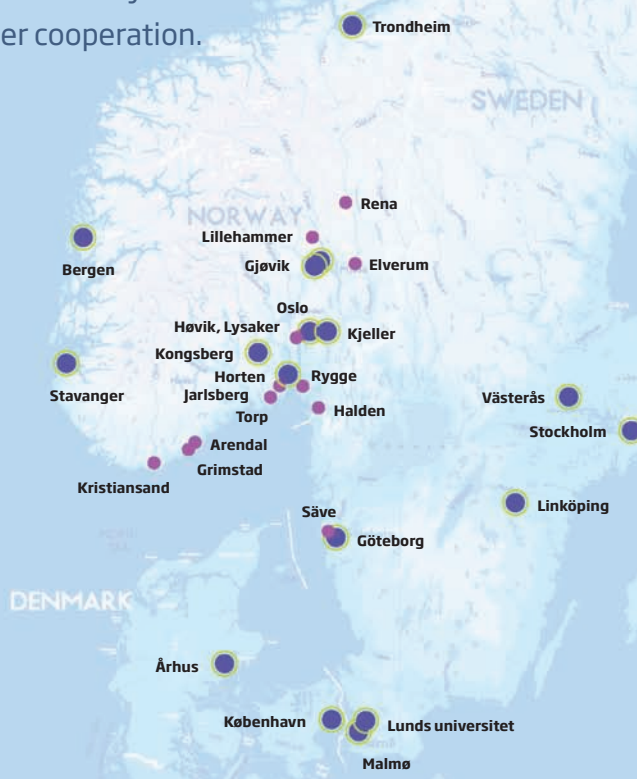 er cooperation.
Trondheim
SWEDEN
Rena
NORWAY
Lillehammer
Bergen
Gjøvik
Elverum
Oslo
Høvik, Lysaker
Kjeller
Kongsberg
Stavanger
Horten
Rygge
Jarlsberg
Västerås
Torp
Halden
Stockholm
Arendal
Grimstad
Kristiansand
Linköping
Säve
Göteborg
DENMARK
Århus
København
Lunds universitet
Malmø